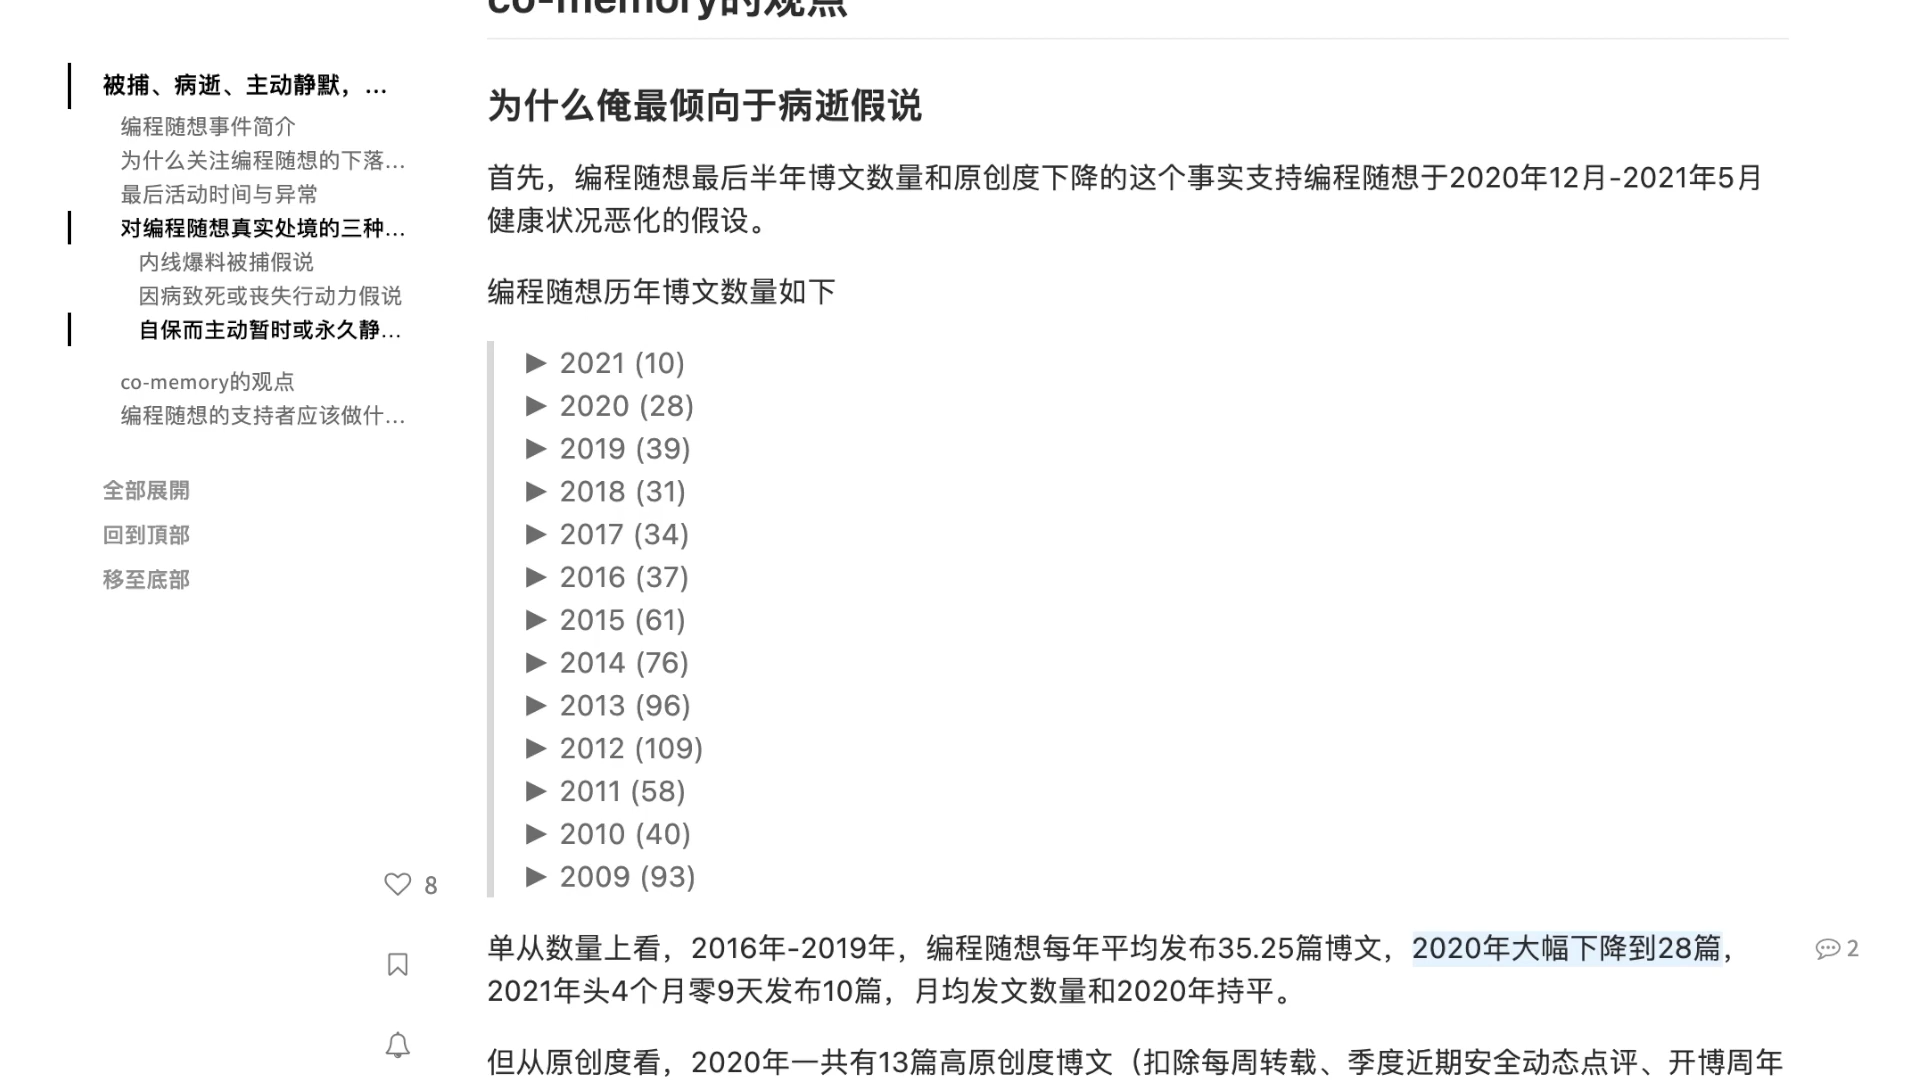 co-memory的观点
被捕、病逝、主动静默，...
编程随想事件简介
为什么关注编程随想的下落...
最后活动时间与异常
对编程随想真实处境的三种...
内线爆料被捕假说
因病致死或丧失行动力假说
自保而主动暂时或永久静...
co-memory的观点
编程随想的支持者应该做什...
全部展開
回到頂部
移至底部
8
为什么俺最倾向于病逝假说
首先，编程随想最后半年博文数量和原创度下降的这个事实支持编程随想于2020年12月-2021年5月
健康状况恶化的假设。
编程随想历年博文数量如下
► 2021 (10)
► 2020 (28)
► 2019 (39)
► 2018 (31)
► 2017 (34)
► 2016 (37)
► 2015 (61)
► 2014 (76)
► 2013 (96)
► 2012 (109)
► 2011 (58)
► 2010 (40)
► 2009 (93)
单从数量上看，2016年-2019年，编程随想每年平均发布35.25篇博文，2020年大幅下降到28篇，
2
2021年头4个月零9天发布10篇，月均发文数量和2020年持平。
但从原创度看，2020年一共有13篇高原创度博文（扣除每周转载、季度近期安全动态点评、开博周年